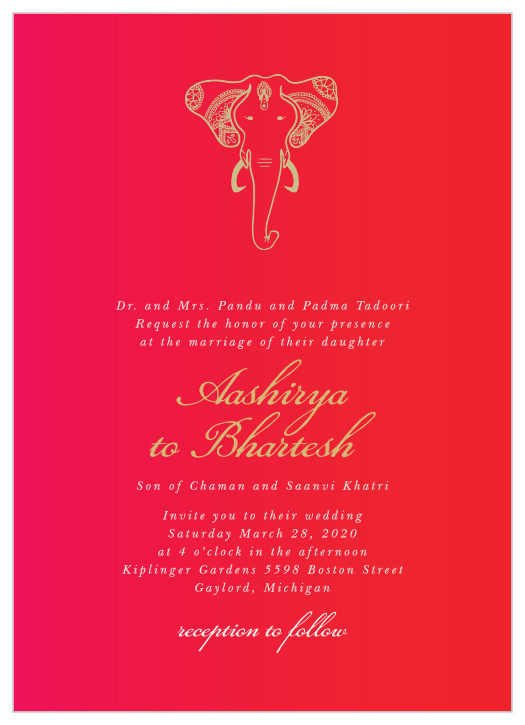 Dr. and Mrs. Pandu and Padma Tadoori
Request the honor of your presence
at the marriage of their daughter
Aashirya
to Bhartesh
Son of Chaman and Saanvi Khatri
Invite you to their wedding
Saturday March 28, 2020
at 4 o'clock in the afternoon
Kiplinger Gardens 5598 Boston Street
Gaylord, Michigan
reception to follow